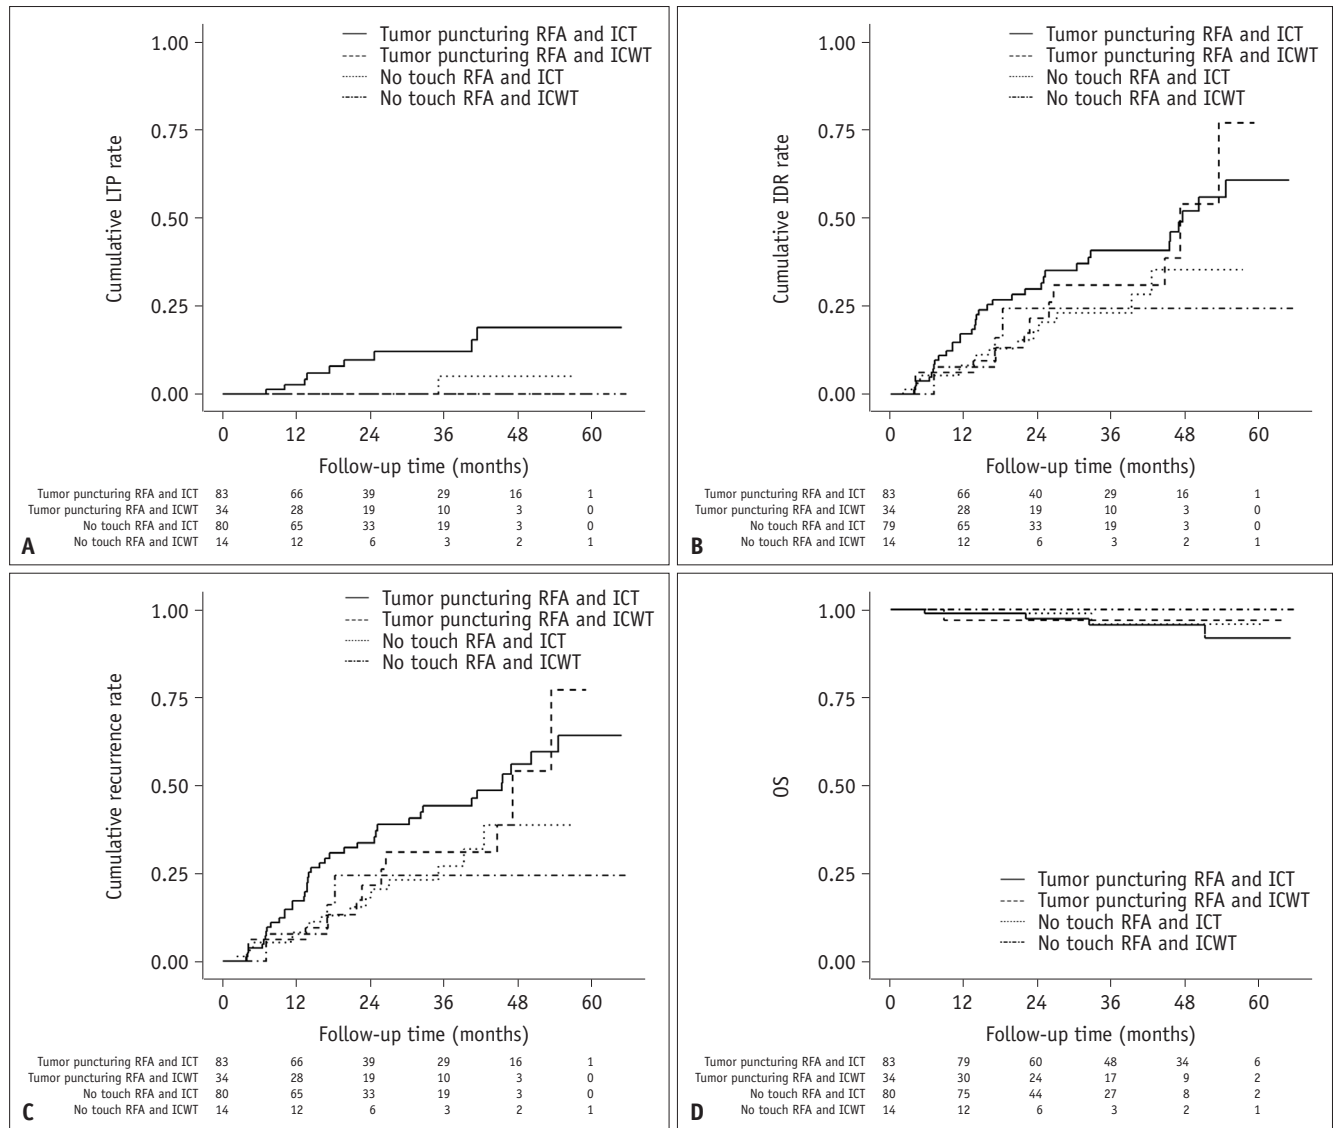 1.00
0.75
0.50
0.25
0.00
Cumulative LTP rate
Tumor puncturing RFA and ICT
Tumor puncturing RFA and ICWT
No touch RFA and ICT
No touch RFA and ICWT
0 12 24 36 48 60
Follow-up time (months)
Tumor puncturing RFA and ICT 83 66 39 29 16 1
Tumor puncturing RFA and ICWT 34 28 19 10 3 0
No touch RFA and ICT 80 65 33 19 3 0
No touch RFA and ICWT 14 12 6 3 2 1
A
1.00
0.75
0.50
0.25
0.00
Cumulative IDR rate
Tumor puncturing RFA and ICT
Tumor puncturing RFA and ICWT
No touch RFA and ICT
No touch RFA and ICWT
0 12 24 36 48 60
Follow-up time (months)
Tumor puncturing RFA and ICT 83 66 40 29 16 1
Tumor puncturing RFA and ICWT 34 28 19 10 3 0
No touch RFA and ICT 79 65 33 19 3 0
No touch RFA and ICWT 14 12 6 3 2 1
B
1.00
0.75
0.50
0.25
0.00
Cumulative recurrence rate
Tumor puncturing RFA and ICT
Tumor puncturing RFA and ICWT
No touch RFA and ICT
No touch RFA and ICWT
0 12 24 36 48 60
Follow-up time (months)
Tumor puncturing RFA and ICT 83 66 39 29 16 1
Tumor puncturing RFA and ICWT 34 28 19 10 3 0
No touch RFA and ICT 80 65 33 19 3 0
No touch RFA and ICWT 14 12 6 3 2 1
C
1.00
0.75
0.50
0.25
0.00
OS
Tumor puncturing RFA and ICT
Tumor puncturing RFA and ICWT
No touch RFA and ICT
No touch RFA and ICWT
0 12 24 36 48 60
Follow-up time (months)
Tumor puncturing RFA and ICT 83 79 60 48 34 6
Tumor puncturing RFA and ICWT 34 30 24 17 9 2
No touch RFA and ICT 80 75 44 27 8 2
No touch RFA and ICWT 14 12 6 3 2 1
D